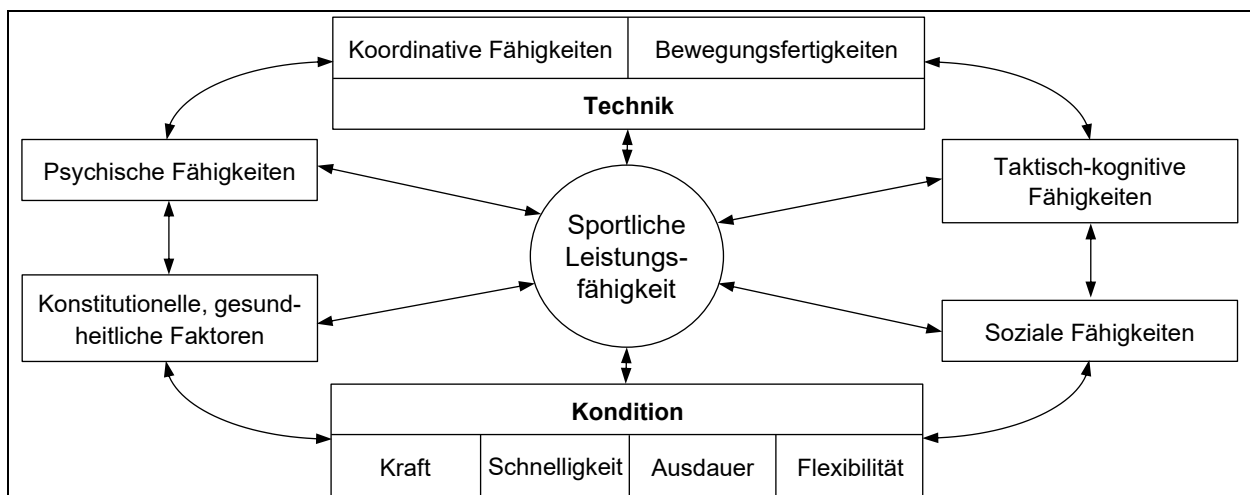 Koordinative Fähigkeiten
Bewegungsfertigkeiten
Technik
Psychische Fähigkeiten
Taktisch-kognitive
Fähigkeiten
Sportliche
Leistungs-
fähigkeit
Konstitutionelle, gesund-
heitliche Faktoren
Soziale Fähigkeiten
Kondition
Kraft
Schnelligkeit
Ausdauer
Flexibilität